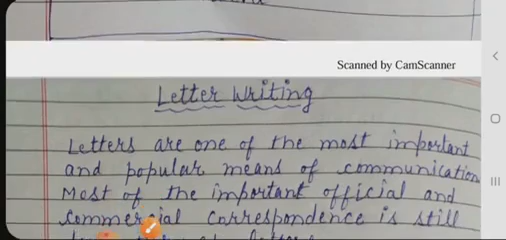 Scanned by CamScanner
Letter Writing
Letters are one of the most important
and popular means of communication
Most of the important official and
commercial correspondence is still